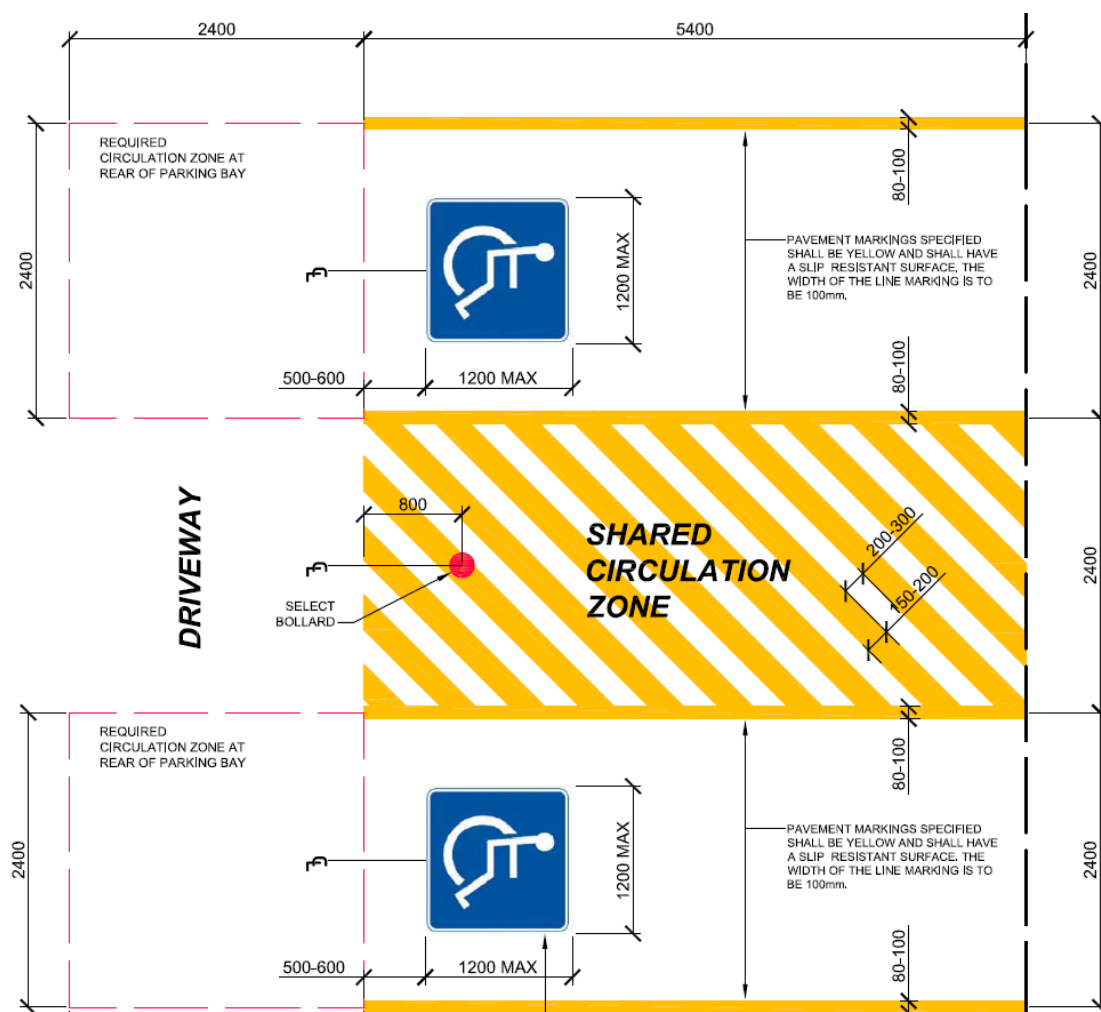 2400
5400
REQUIRED
CIRCULATION ZONE AT
REAR OF PARKING BAY
2400
80-100
2400
1200 MAX
PAVEMENT MARKINGS SPECIFIED
SHALL BE YELLOW AND SHALL HAVE
A SLIP RESISTANT SURFACE. THE
WIDTH OF THE LINE MARKING IS TO
BE 100mm.
500-600
1200 MAX
80-100
DRIVEWAY
800
SELECT
BOLLARD
SHARED
CIRCULATION
ZONE
200-300
150-200
2400
REQUIRED
CIRCULATION ZONE AT
REAR OF PARKING BAY
2400
80-100
2400
1200 MAX
PAVEMENT MARKINGS SPECIFIED
SHALL BE YELLOW AND SHALL HAVE
A SLIP RESISTANT SURFACE. THE
WIDTH OF THE LINE MARKING IS TO
BE 100mm.
500-600
1200 MAX
80-100